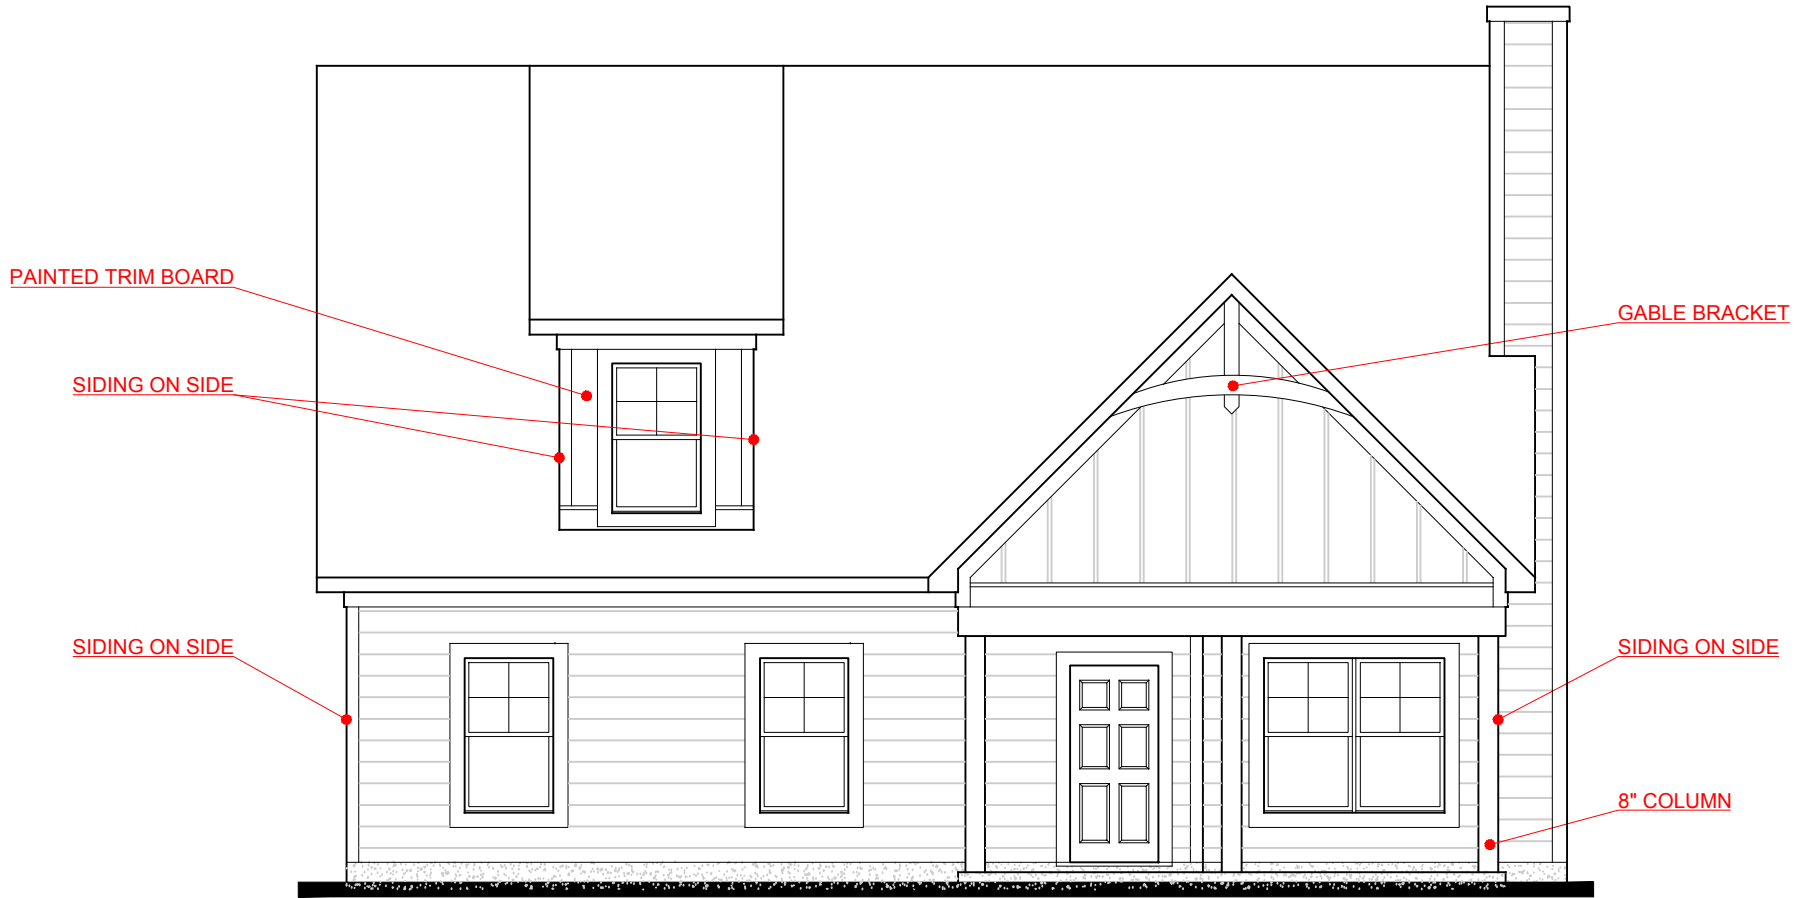 PAINTED TRIM BOARD
GABLE BRACKET
SIDING ON SIDE
SIDING ON SIDE
SIDING ON SIDE
8" COLUMN